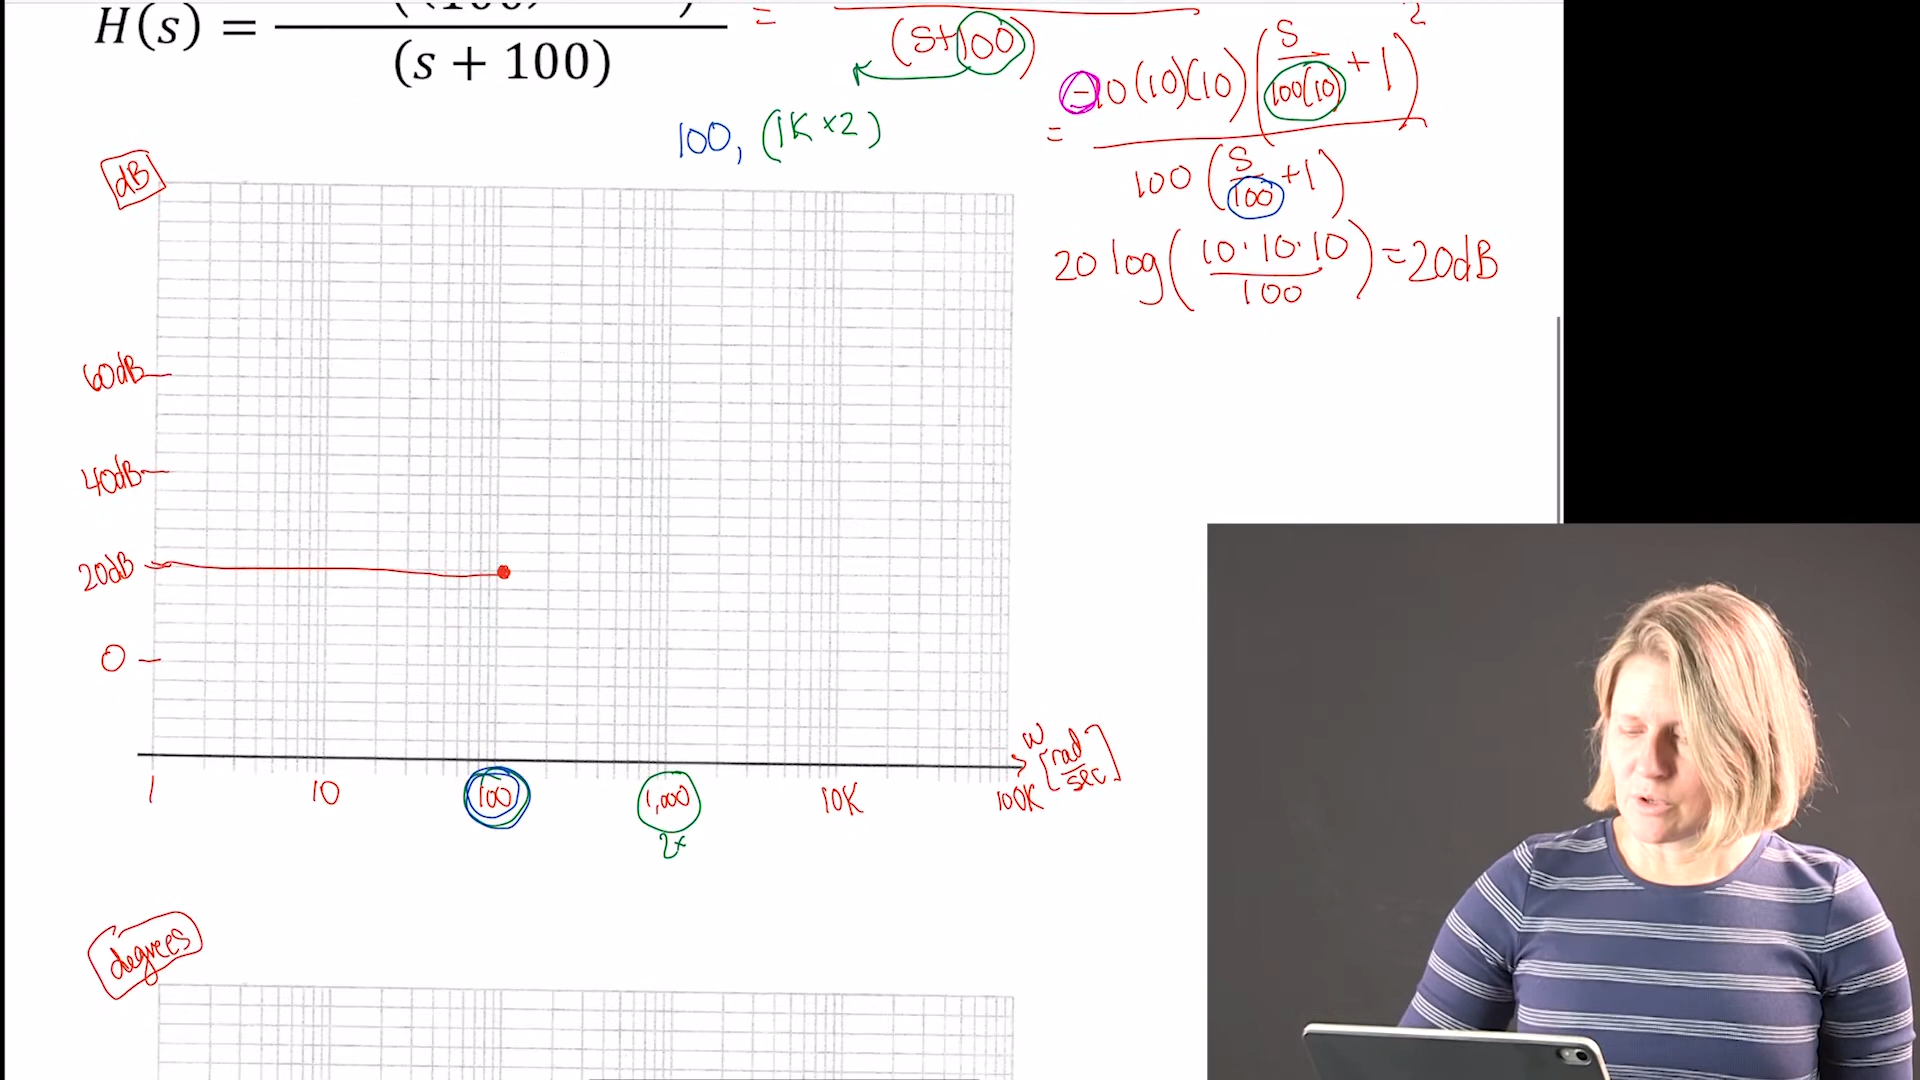 H(s) =
(s + 100)
=
(s+100)
2
= -10(10)(10)(s/100(10) + 1)
100(s/100 + 1)
100, (1K x2)
20 log(10·10·10/100) = 20dB
dB
60dB
40dB
20dB
0
1 10 100 1,000 10K 100K
ω [rad/sec]
2x
degrees